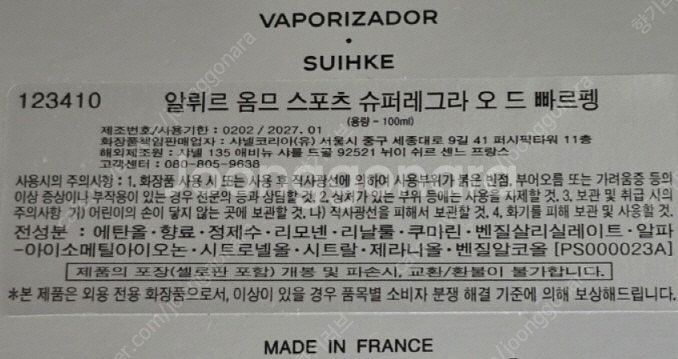 VAPORIZADOR
•
SUIHKE
123410 알뤼르 옴므 스포츠 슈퍼레그라 오 드 빠르펭
(용량 - 100ml)
제조번호/사용기한 : 0202 / 2027. 01
화장품책임판매업자 : 샤넬코리아(유) 서울시 중구 세종대로 9길 41 퍼시픽타워 11층
해외제조원 : 샤넬 135 애비뉴 샤를 드골 92521 뉘이 쉬르 센느 프랑스
고객센터 : 080-805-9638
사용시의 주의사항 : 1. 화장품 사용 시 또는 사용 후 직사광선에 의하여 사용부위가 붉은 반점, 부어오름 또는 가려움증 등의
이상 증상이나 부작용이 있는 경우 전문의 등과 상담할 것. 2. 상처가 있는 부위 등에는 사용을 자제할 것. 3. 보관 및 취급 시의
주의사항 가) 어린이의 손이 닿지 않는 곳에 보관할 것. 나) 직사광선을 피해서 보관할 것. 4. 화기를 피해 보관 및 사용할 것.
전성분 : 에탄올·향료·정제수·리모넨·리날룰·쿠마린·벤질살리실레이트·알파
-아이소메틸아이오논·시트로넬올·시트랄·제라니올·벤질알코올 [PS000023A]
제품의 포장(셀로판 포함) 개봉 및 파손시, 교환/환불이 불가합니다.
*본 제품은 외용 전용 화장품으로서, 이상이 있을 경우 품목별 소비자 분쟁 해결 기준에 의해 보상해드립니다.
MADE IN FRANCE
joonggonara